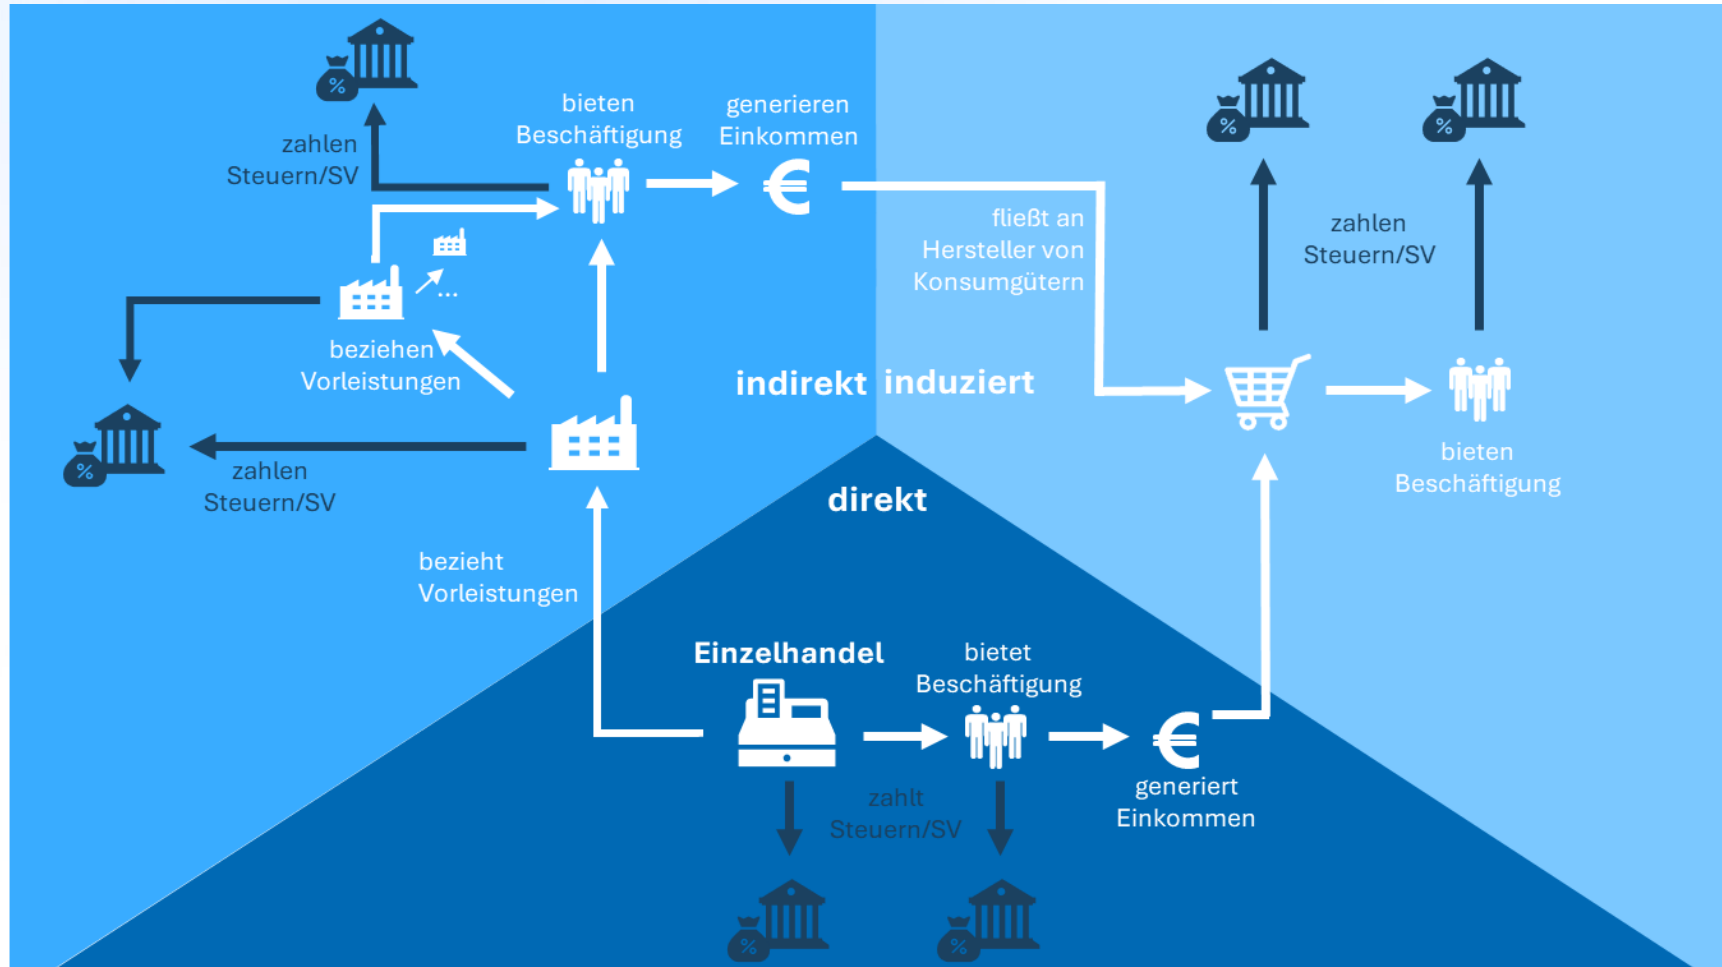 bieten
Beschäftigung
generieren
Einkommen
zahlen
Steuern/SV
fließt an
Hersteller von
Konsumgütern
zahlen
Steuern/SV
...
beziehen
Vorleistungen
indirekt
induziert
zahlen
Steuern/SV
bieten
Beschäftigung
direkt
bezieht
Vorleistungen
Einzelhandel
bietet
Beschäftigung
zahlt
Steuern/SV
generiert
Einkommen
%
%
%
%
%
%